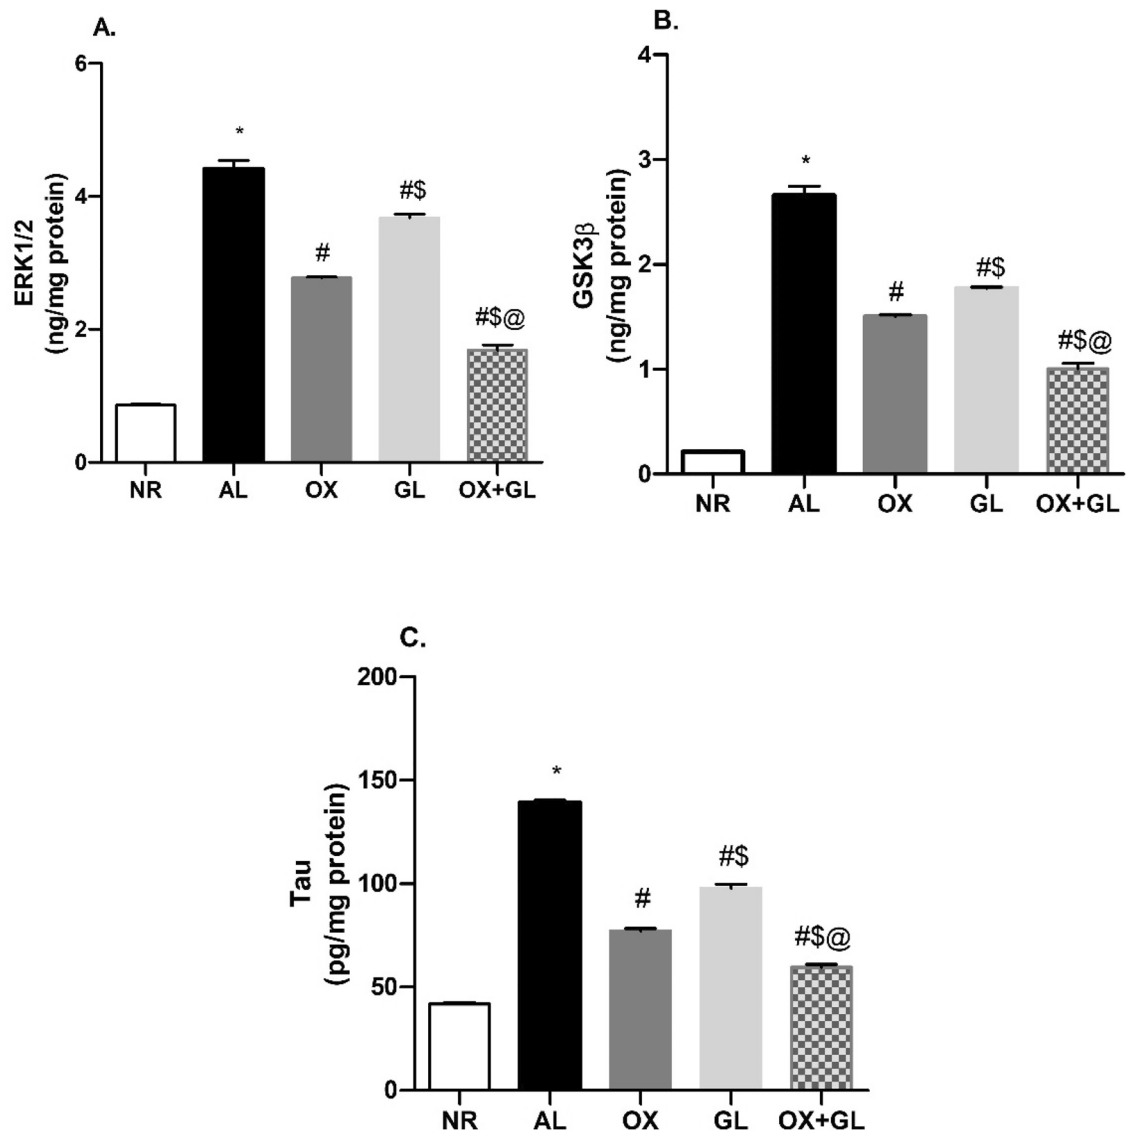 A.
ERK1/2
(ng/mg protein)
6
4
2
0
*
#
#$
#$@
NR AL OX GL OX+GL
B.
GSK3β
(ng/mg protein)
4
3
2
1
0
*
#
#$
#$@
NR AL OX GL OX+GL
C.
Tau
(pg/mg protein)
200
150
100
50
0
*
#
#$
#$@
NR AL OX GL OX+GL